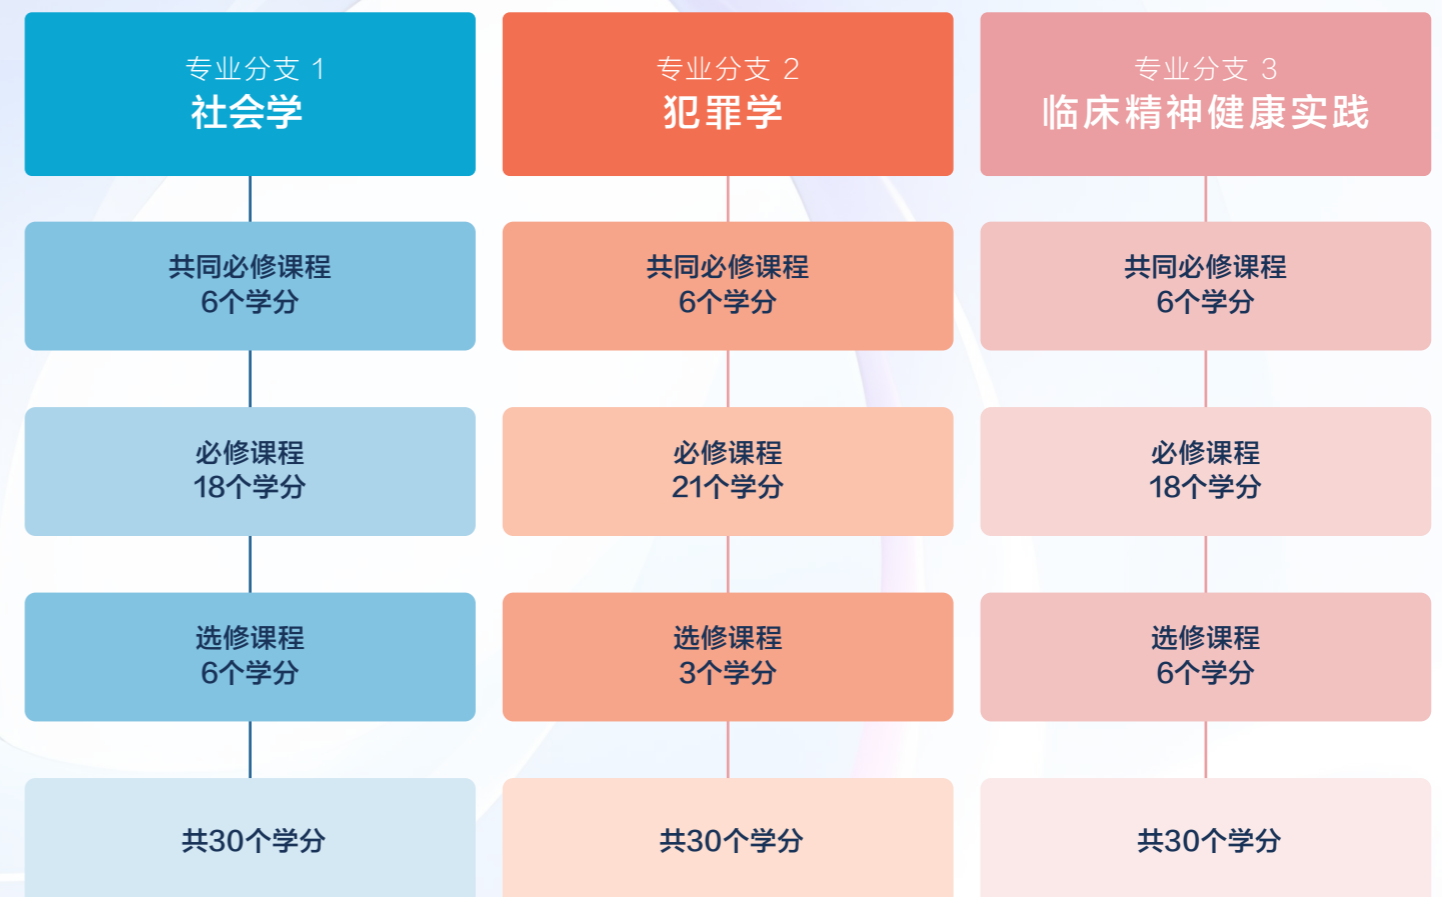 专业分支 1
社会学
共同必修课程
6个学分
必修课程
18个学分
选修课程
6个学分
共30个学分
专业分支 2
犯罪学
共同必修课程
6个学分
必修课程
21个学分
选修课程
3个学分
共30个学分
专业分支 3
临床精神健康实践
共同必修课程
6个学分
必修课程
18个学分
选修课程
6个学分
共30个学分